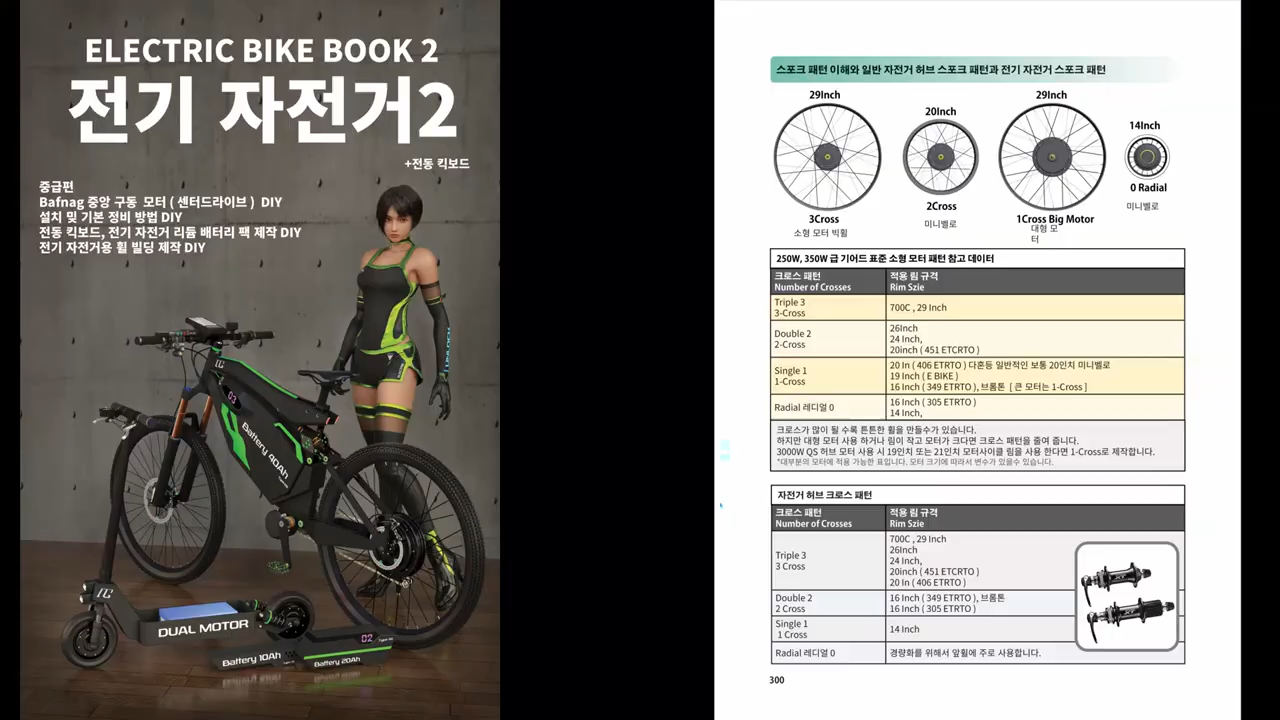 ELECTRIC BIKE BOOK 2
전기 자전거2
+전동 킥보드
중급편
Bafnag 중앙 구동 모터 ( 센터드라이브 ) DIY
설치 및 기본 정비 방법 DIY
전동 킥보드, 전기 자전거 리튬 배터리 팩 제작 DIY
전기 자전거용 휠 빌딩 제작 DIY
03
Battery 90Ah
DUAL MOTOR
02
Battery 10Ah
Battery 20Ah
스포크 패턴 이해와 일반 자전거 허브 스포크 패턴과 전기 자전거 스포크 패턴
29Inch
20Inch
29Inch
14Inch
3Cross
소형 모터 빅휠
2Cross
미니벨로
1Cross Big Motor
대형 모
터
0 Radial
미니벨로
250W, 350W 급 기어드 표준 소형 모터 패턴 참고 데이터
크로스 패턴
Number of Crosses
적용 림 규격
Rim Szie
Triple 3
3-Cross
700C , 29 Inch
Double 2
2-Cross
26Inch
24 Inch,
20inch ( 451 ETCRTO )
Single 1
1-Cross
20 In ( 406 ETRTO ) 다혼등 일반적인 보통 20인치 미니벨로
19 Inch ( E BIKE )
16 Inch ( 349 ETRTO ), 브롬톤 [ 큰 모터는 1-Cross ]
Radial 레디얼 0
16 Inch ( 305 ETRTO )
14 Inch,
크로스가 많이 될 수록 튼튼한 휠을 만들수가 있습니다.
하지만 대형 모터 사용 하거나 림이 작고 모터가 크다면 크로스 패턴을 줄여 줍니다.
3000W QS 허브 모터 사용 시 19인치 또는 21인치 모터사이클 림을 사용 한다면 1-Cross로 제작합니다.
*대부분의 모터에 적용 가능한 표입니다. 모터 크기에 따라서 변수가 있을수 있습니다.
자전거 허브 크로스 패턴
크로스 패턴
Number of Crosses
적용 림 규격
Rim Szie
Triple 3
3 Cross
700C , 29 Inch
26Inch
24 Inch,
20inch ( 451 ETCRTO )
20 In ( 406 ETRTO )
Double 2
2 Cross
16 Inch ( 349 ETRTO ), 브롬톤
16 Inch ( 305 ETRTO )
Single 1
1 Cross
14 Inch
Radial 레디얼 0
경량화를 위해서 앞휠에 주로 사용합니다.
300